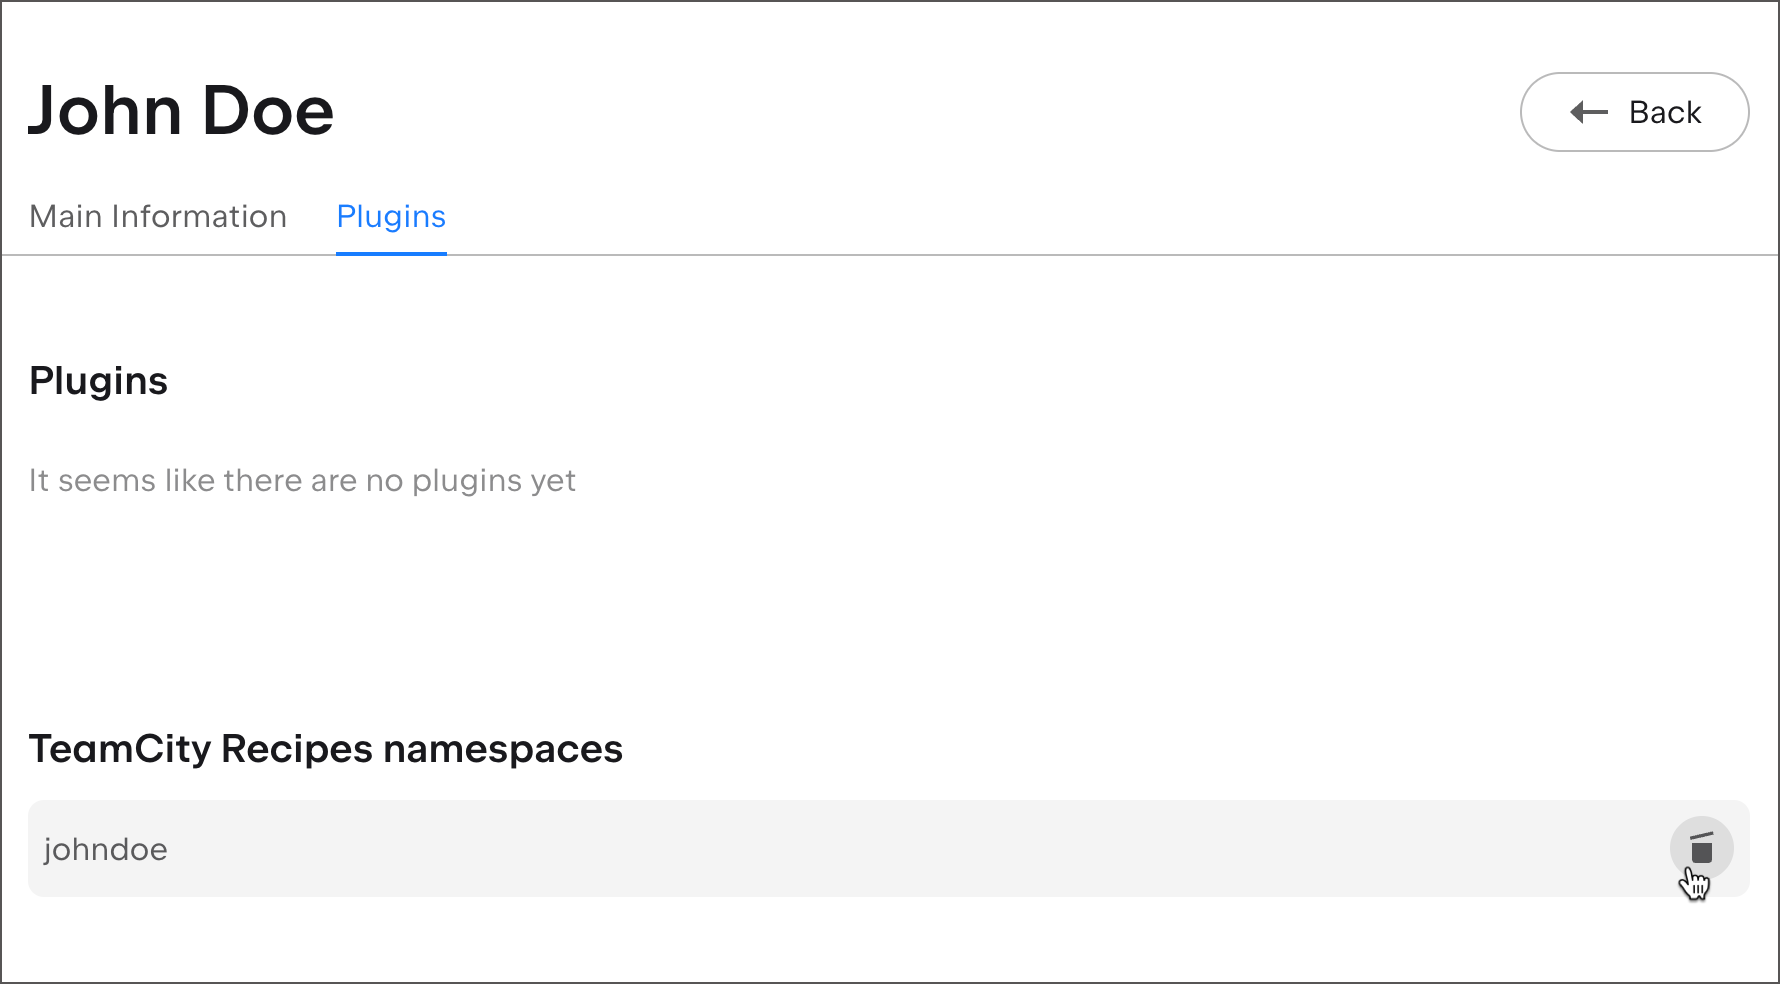 John Doe
Back
Main Information
Plugins
Plugins
It seems like there are no plugins yet
TeamCity Recipes namespaces
johndoe